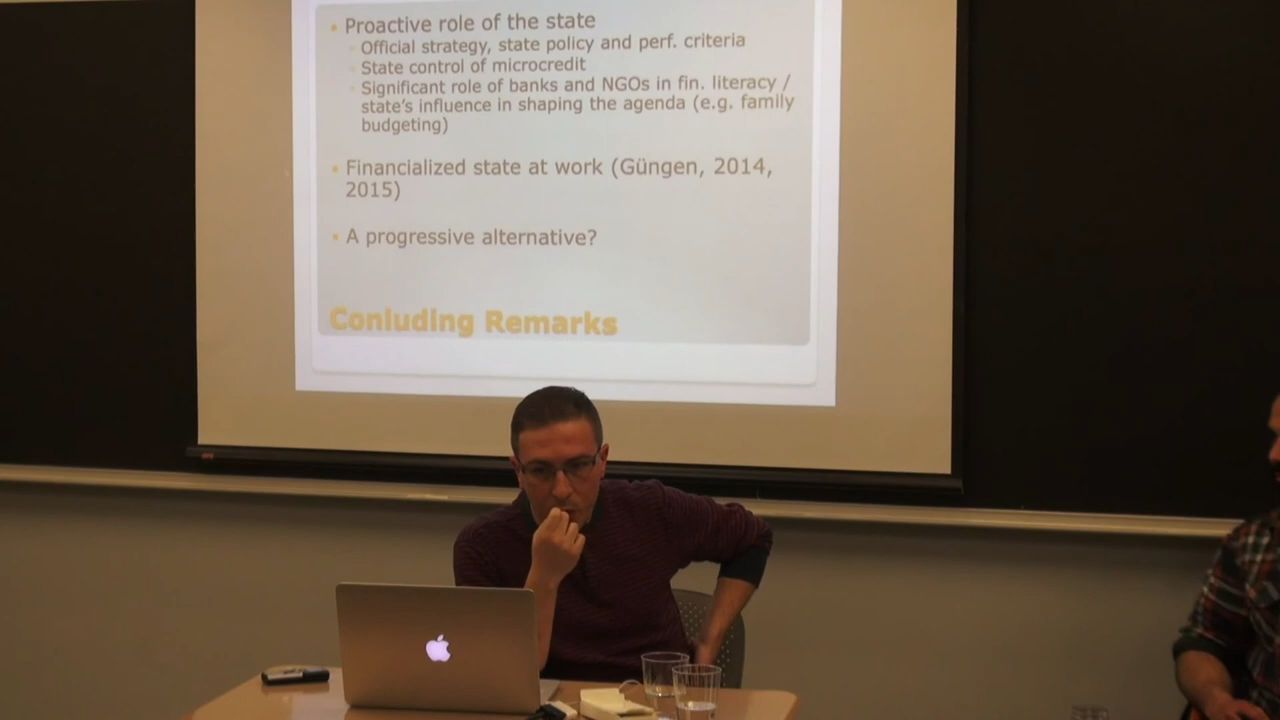 Proactive role of the state
Official strategy, state policy and perf. criteria
State control of microcredit
Significant role of banks and NGOs in fin. literacy /
state's influence in shaping the agenda (e.g. family
budgeting)
Financialized state at work (Güngen, 2014,
2015)
A progressive alternative?
Conluding Remarks